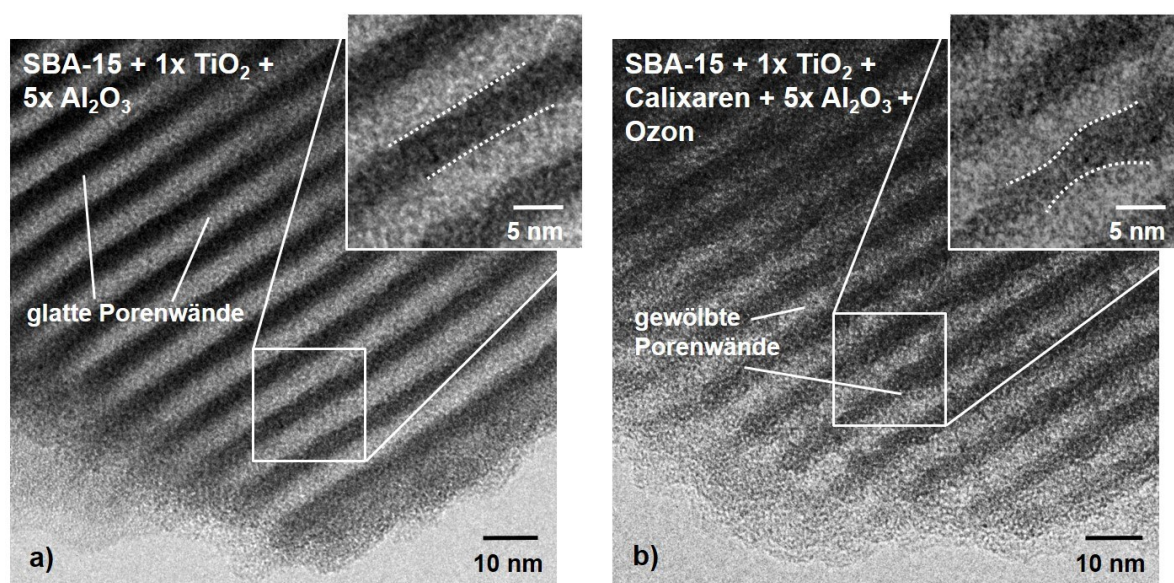 SBA-15 + 1x TiO₂ +
5x Al₂O₃
glatte Porenwände
5 nm
a)
10 nm
SBA-15 + 1x TiO₂ +
Calixaren + 5x Al₂O₃ +
Ozon
gewölbte
Porenwände
5 nm
b)
10 nm